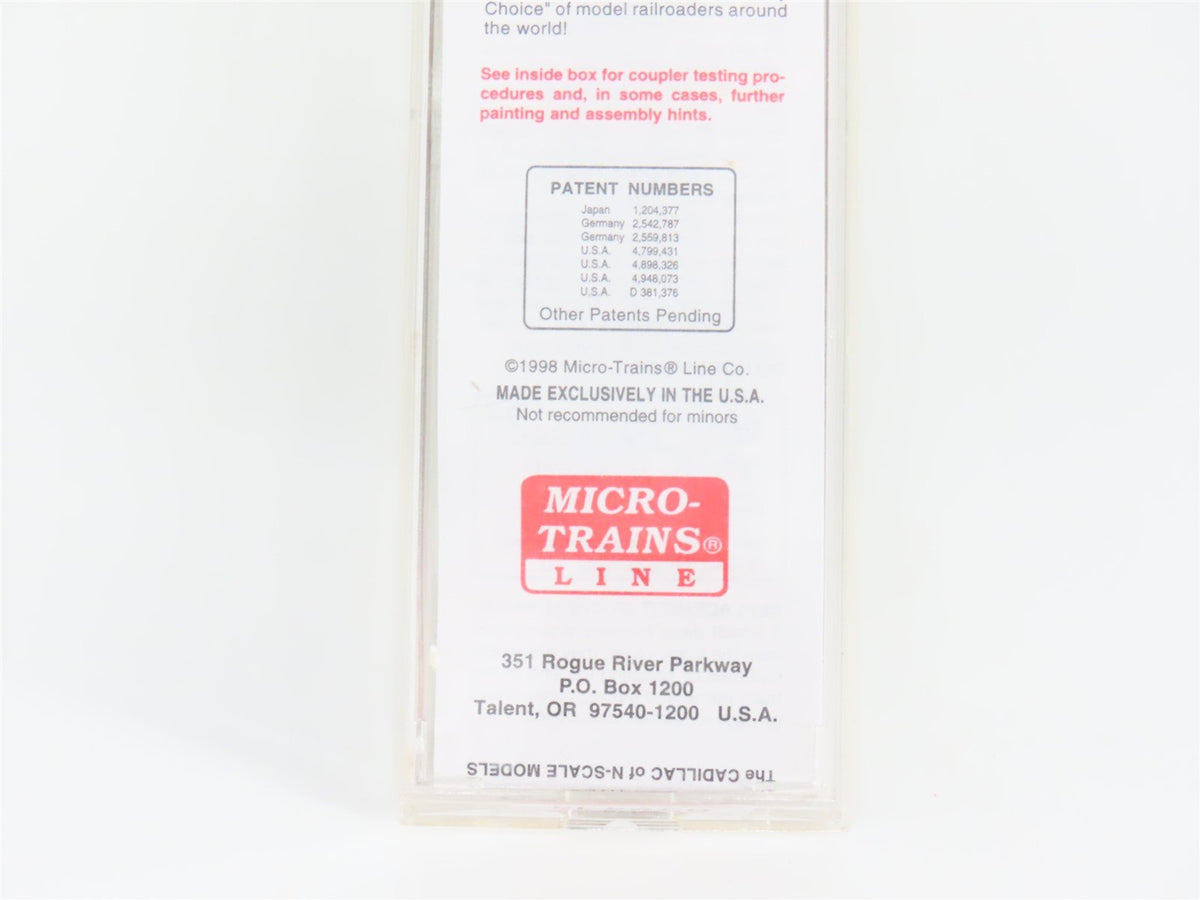 Choice" of model railroaders around
the world!
See inside box for coupler testing pro-
cedures and, in some cases, further
painting and assembly hints.
PATENT NUMBERS
Japan 1,204,377
Germany 2,542,787
Germany 2,559,813
U.S.A. 4,799,431
U.S.A. 4,898,326
U.S.A. 4,948,073
U.S.A. D 381,376
Other Patents Pending
©1998 Micro-Trains® Line Co.
MADE EXCLUSIVELY IN THE U.S.A.
Not recommended for minors
MICRO-
TRAINS®
LINE
351 Rogue River Parkway
P.O. Box 1200
Talent, OR 97540-1200 U.S.A.
The CADILLAC of N-SCALE MODELS